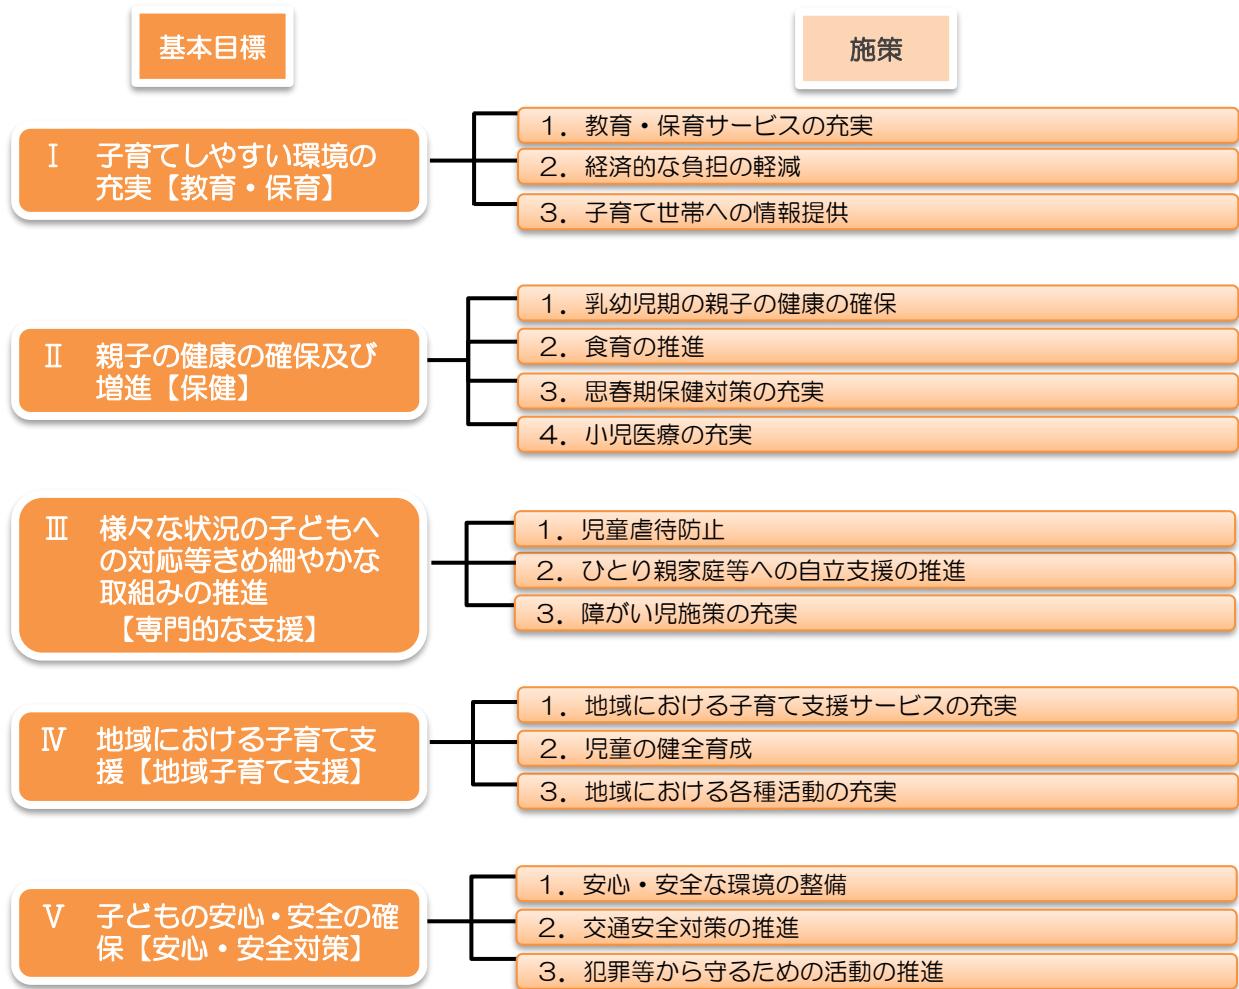 基本目標
施策
Ⅰ 子育てしやすい環境の
充実【教育・保育】
1．教育・保育サービスの充実
2．経済的な負担の軽減
3．子育て世帯への情報提供
Ⅱ 親子の健康の確保及び
増進【保健】
1．乳幼児期の親子の健康の確保
2．食育の推進
3．思春期保健対策の充実
4．小児医療の充実
Ⅲ 様々な状況の子どもへ
の対応等きめ細やかな
取組みの推進
【専門的な支援】
1．児童虐待防止
2．ひとり親家庭等への自立支援の推進
3．障がい児施策の充実
Ⅳ 地域における子育て支
援【地域子育て支援】
1．地域における子育て支援サービスの充実
2．児童の健全育成
3．地域における各種活動の充実
Ⅴ 子どもの安心・安全の確
保【安心・安全対策】
1．安心・安全な環境の整備
2．交通安全対策の推進
3．犯罪等から守るための活動の推進